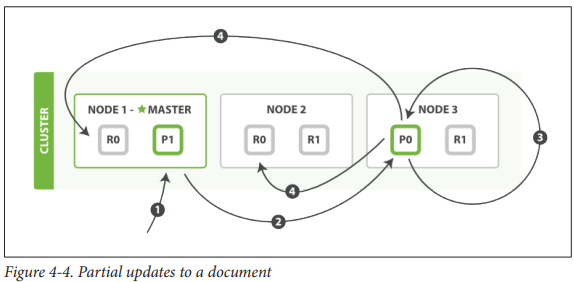 4
CLUSTER
NODE 1 - ★ MASTER
NODE 2
NODE 3
R0
P1
R0
R1
P0
R1
3
4
1
2
Figure 4-4. Partial updates to a document